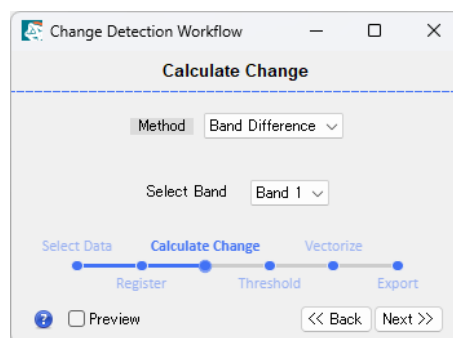 Change Detection Workflow
Calculate Change
Method Band Difference
Select Band Band 1
Select Data Calculate Change Vectorize
Register Threshold Export
? Preview << Back Next >>